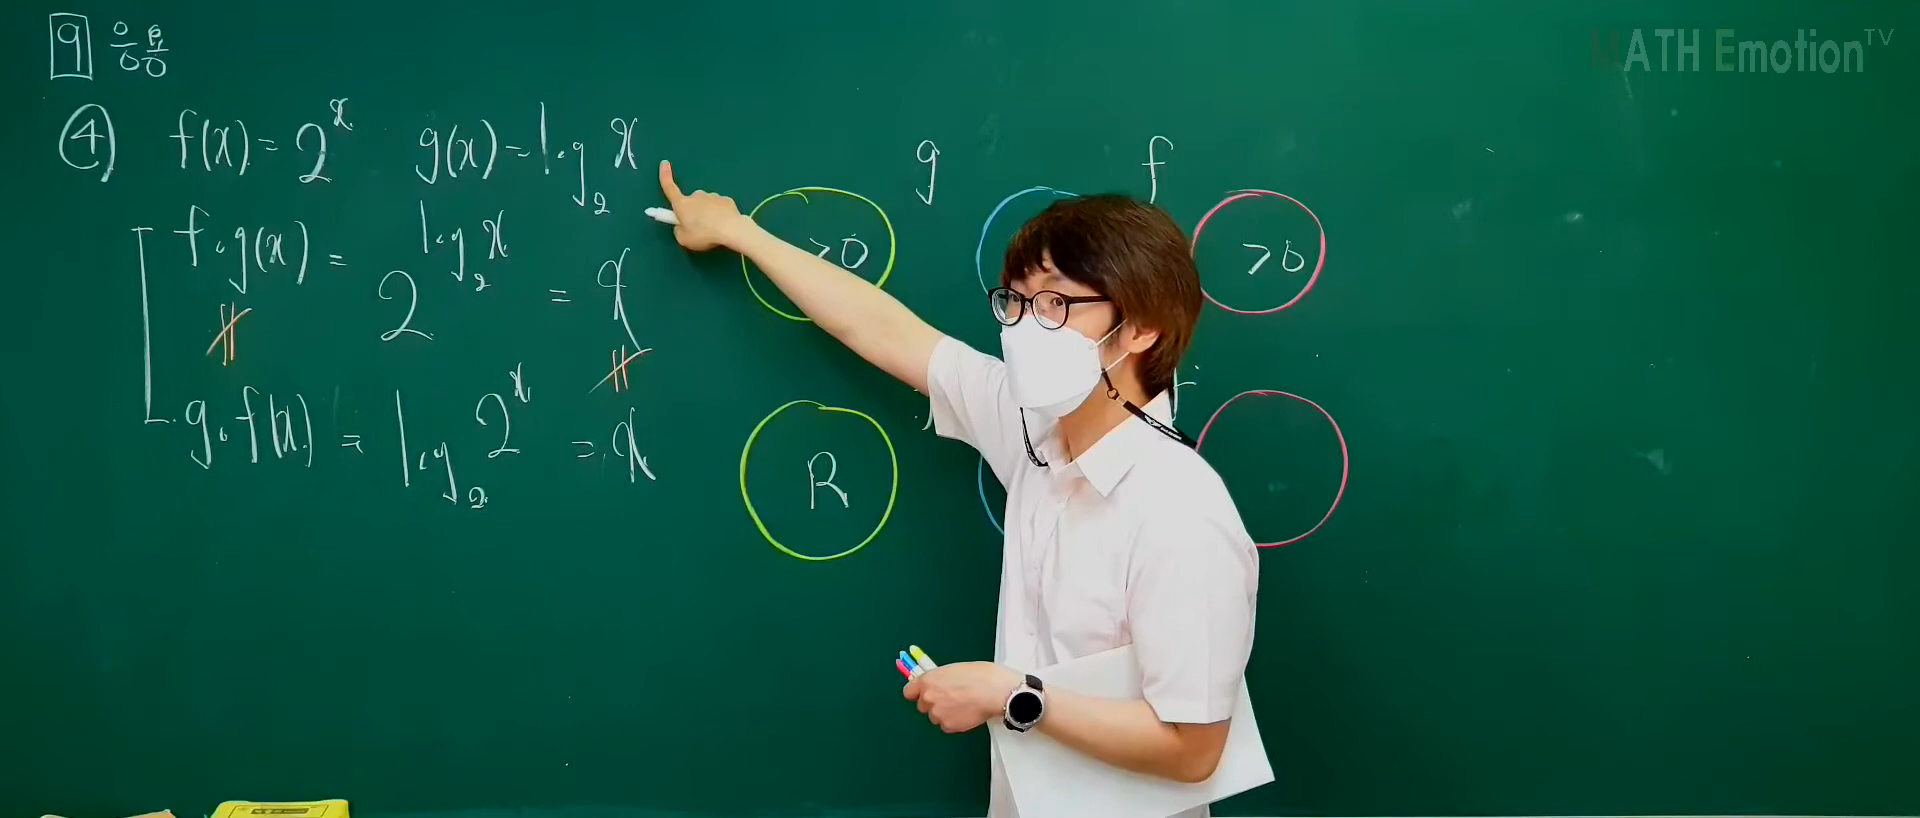 MATH Emotion TV
9 응용
④ f(x) = 2^x g(x) = log₂x
f∘g(x) = 2^log₂x = x
g∘f(x) = log₂2^x = x
g f
>0 >0
R